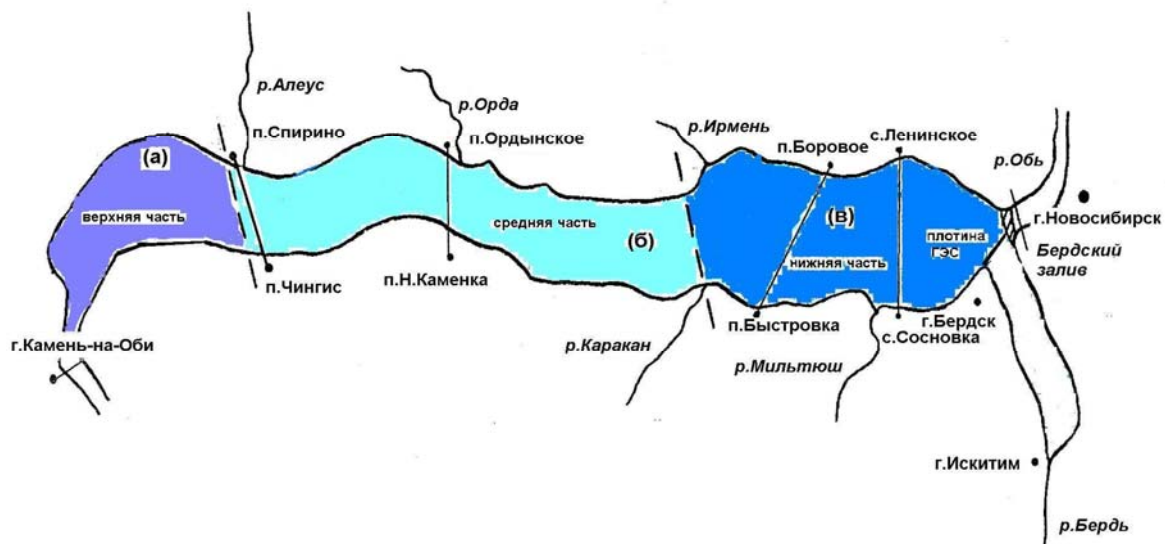 р.Алеус
р.Орда
п.Спирино
п.Ордынское
р.Ирмень
п.Боровое
с.Ленинское
р.Обь
(а)
верхняя часть
средняя часть
(б)
(в)
нижняя часть
плотина
ГЭС
г.Новосибирск
Бердский
залив
п.Чингис
п.Н.Каменка
п.Быстровка
г.Бердск
с.Сосновка
г.Камень-на-Оби
р.Каракан
р.Мильтюш
г.Искитим
р.Бердь